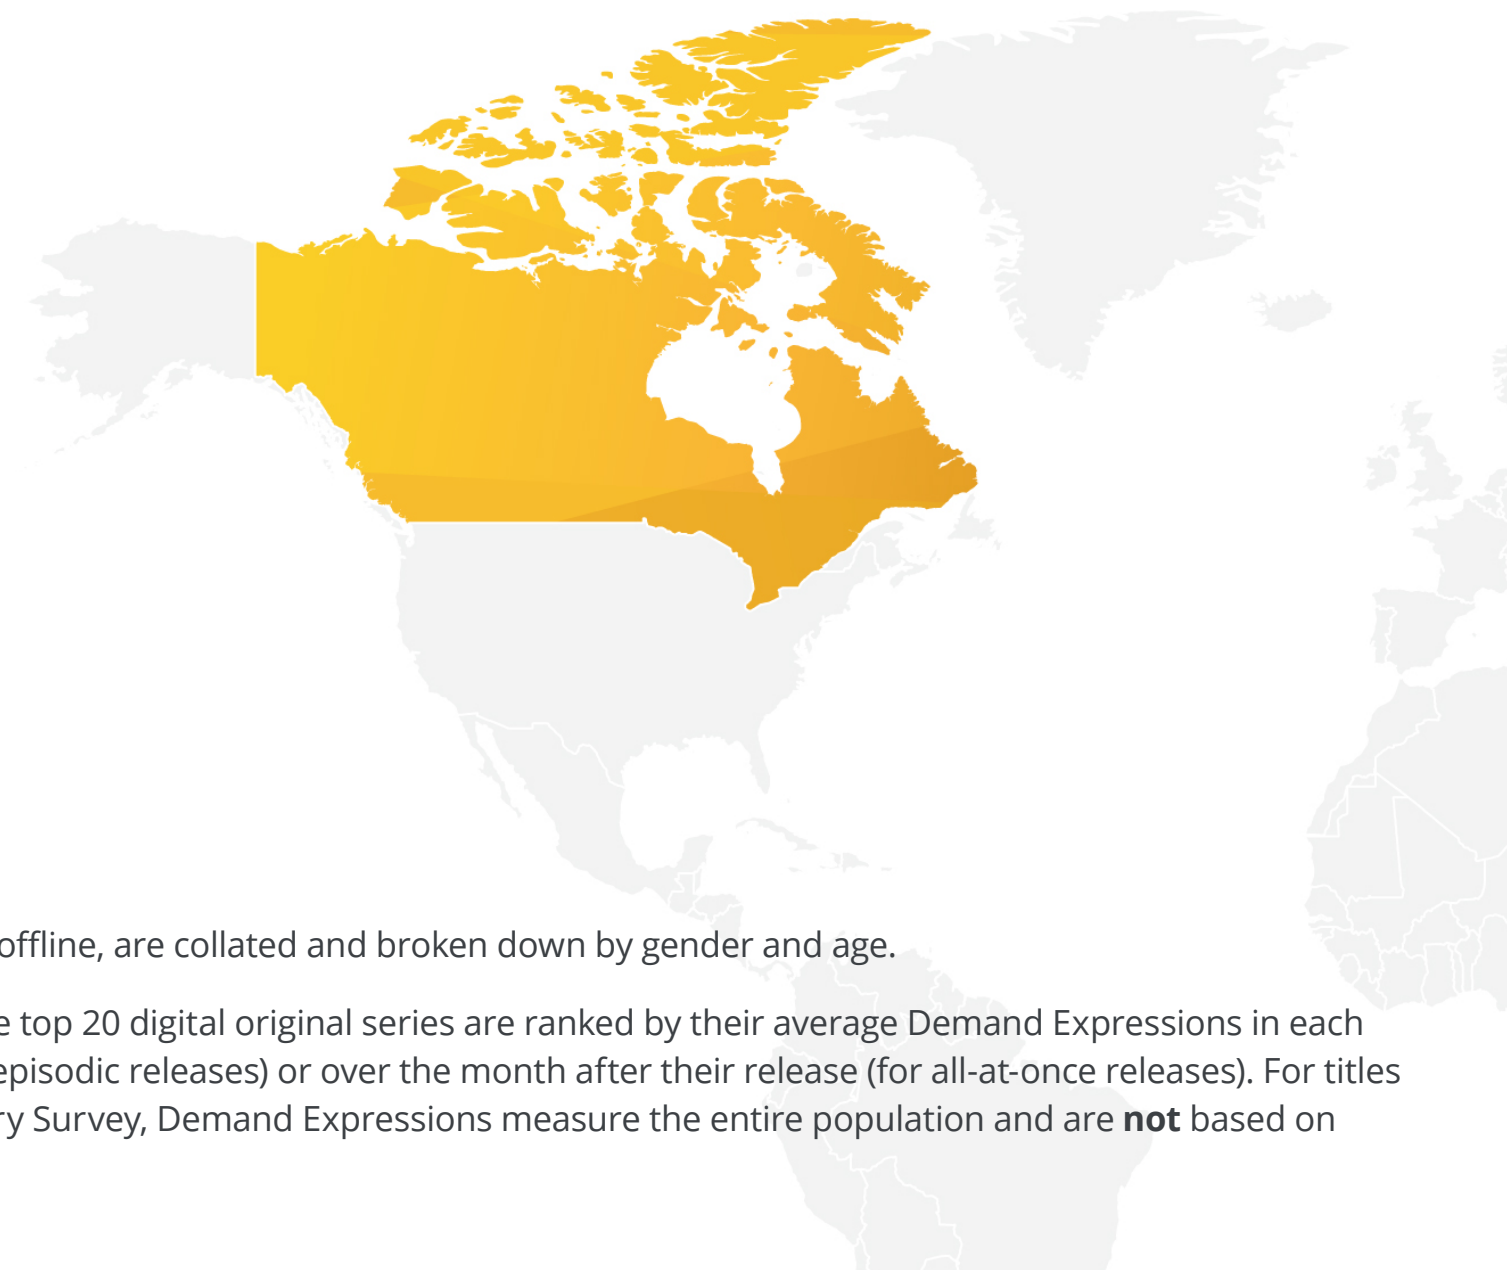 offline, are collated and broken down by gender and age.
top 20 digital original series are ranked by their average Demand Expressions in each
episodic releases) or over the month after their release (for all-at-once releases). For titles
Survey, Demand Expressions measure the entire population and are not based on